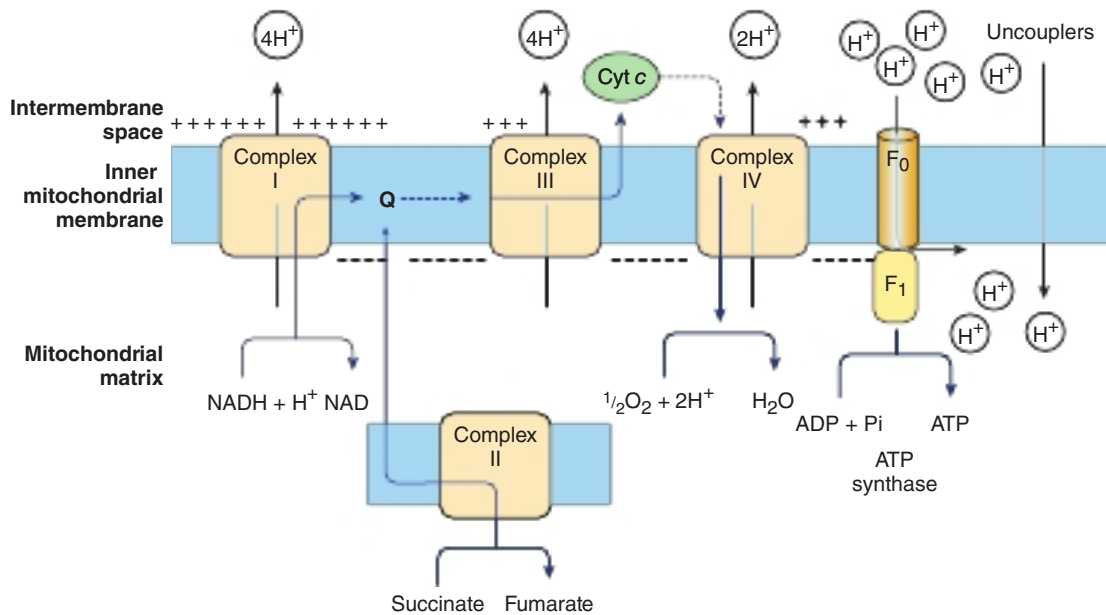 4H⁺
4H⁺
2H⁺
H⁺
H⁺
H⁺
H⁺
H⁺
Uncouplers
Cyt c
Intermembrane
space
++++++
++++++
+++
+++
Inner
mitochondrial
membrane
Complex
I
Q
Complex
III
Complex
IV
F₀
F₁
H⁺
H⁺
H⁺
Mitochondrial
matrix
NADH + H⁺ NAD
½O₂ + 2H⁺
H₂O
ADP + Pi
ATP
ATP
synthase
Complex
II
Succinate
Fumarate